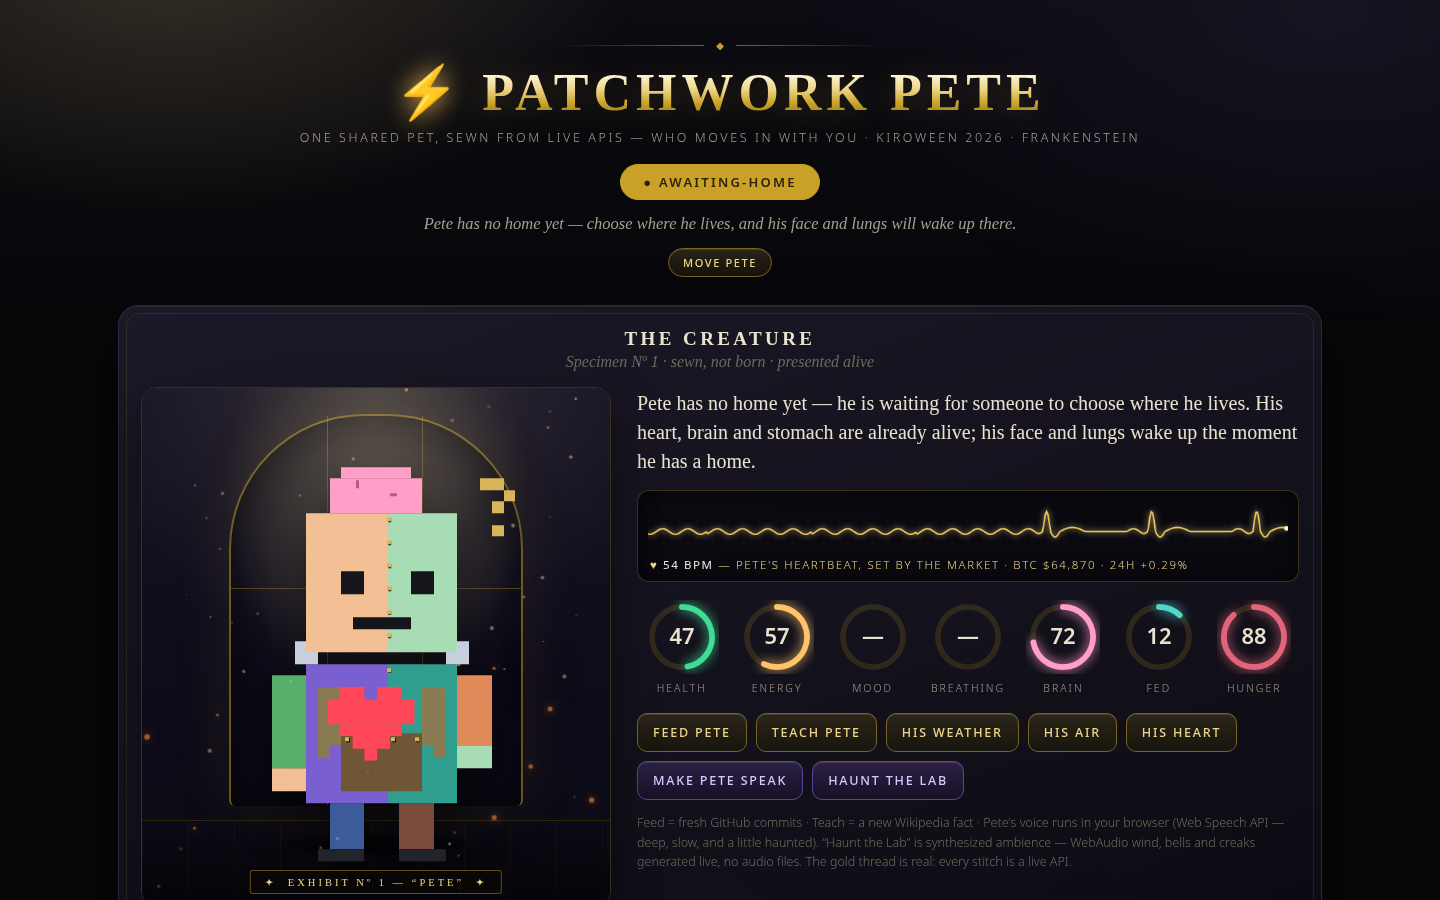 ⚡ PATCHWORK PETE
ONE SHARED PET, SEWN FROM LIVE APIS — WHO MOVES IN WITH YOU · KIROWEEN 2026 · FRANKENSTEIN
● AWAITING-HOME
Pete has no home yet — choose where he lives, and his face and lungs will wake up there.
MOVE PETE
THE CREATURE
Specimen Nº 1 · sewn, not born · presented alive
Pete has no home yet — he is waiting for someone to choose where he lives. His
heart, brain and stomach are already alive; his face and lungs wake up the moment
he has a home.
♥ 54 BPM — PETE'S HEARTBEAT, SET BY THE MARKET · BTC $64,870 · 24H +0.29%
47 57 — — 72 12 88
HEALTH ENERGY MOOD BREATHING BRAIN FED HUNGER
FEED PETE TEACH PETE HIS WEATHER HIS AIR HIS HEART
MAKE PETE SPEAK HAUNT THE LAB
Feed = fresh GitHub commits · Teach = a new Wikipedia fact · Pete's voice runs in your browser (Web Speech API —
deep, slow, and a little haunted). “Haunt the Lab” is synthesized ambience — WebAudio wind, bells and creaks
generated live, no audio files. The gold thread is real: every stitch is a live API.
✦ EXHIBIT Nº 1 — “PETE” ✦